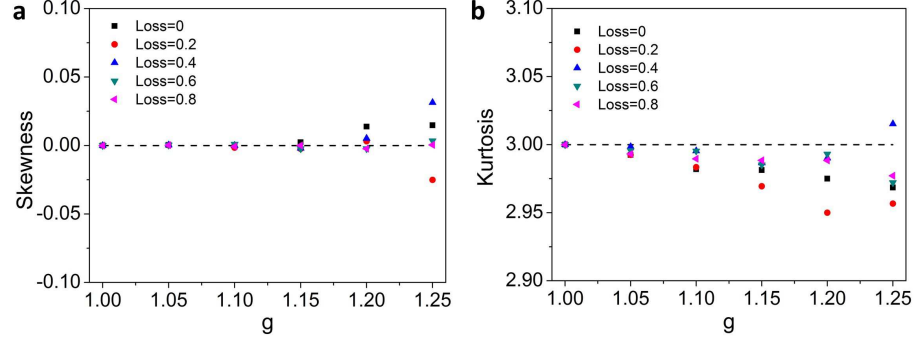 a
0.10
0.05
0.00
-0.05
-0.10
Skewness
Loss=0
Loss=0.2
Loss=0.4
Loss=0.6
Loss=0.8
1.00 1.05 1.10 1.15 1.20 1.25
g
b
3.10
3.05
3.00
2.95
2.90
Kurtosis
Loss=0
Loss=0.2
Loss=0.4
Loss=0.6
Loss=0.8
1.00 1.05 1.10 1.15 1.20 1.25
g